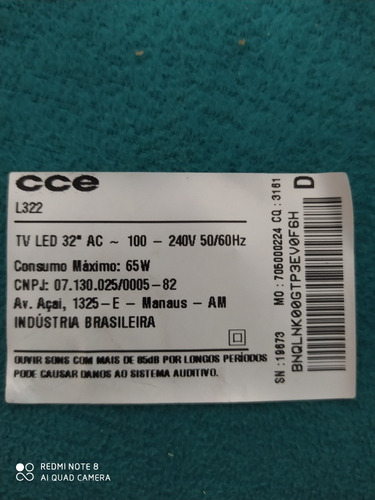 cce
L322
TV LED 32" AC ~ 100 - 240V 50/60Hz
Consumo Máximo: 65W
CNPJ: 07.130.025/0005-82
Av. Açaí, 1325-E - Manaus - AM
INDÚSTRIA BRASILEIRA
OUVIR SONS COM MAIS DE 85dB POR LONGOS PERÍODOS
PODE CAUSAR DANOS AO SISTEMA AUDITIVO.
SN : 19673 MO : 705000224 CQ : 3161
BNQLNK00GTP3EV0F6H D
REDMI NOTE 8
AI QUAD CAMERA